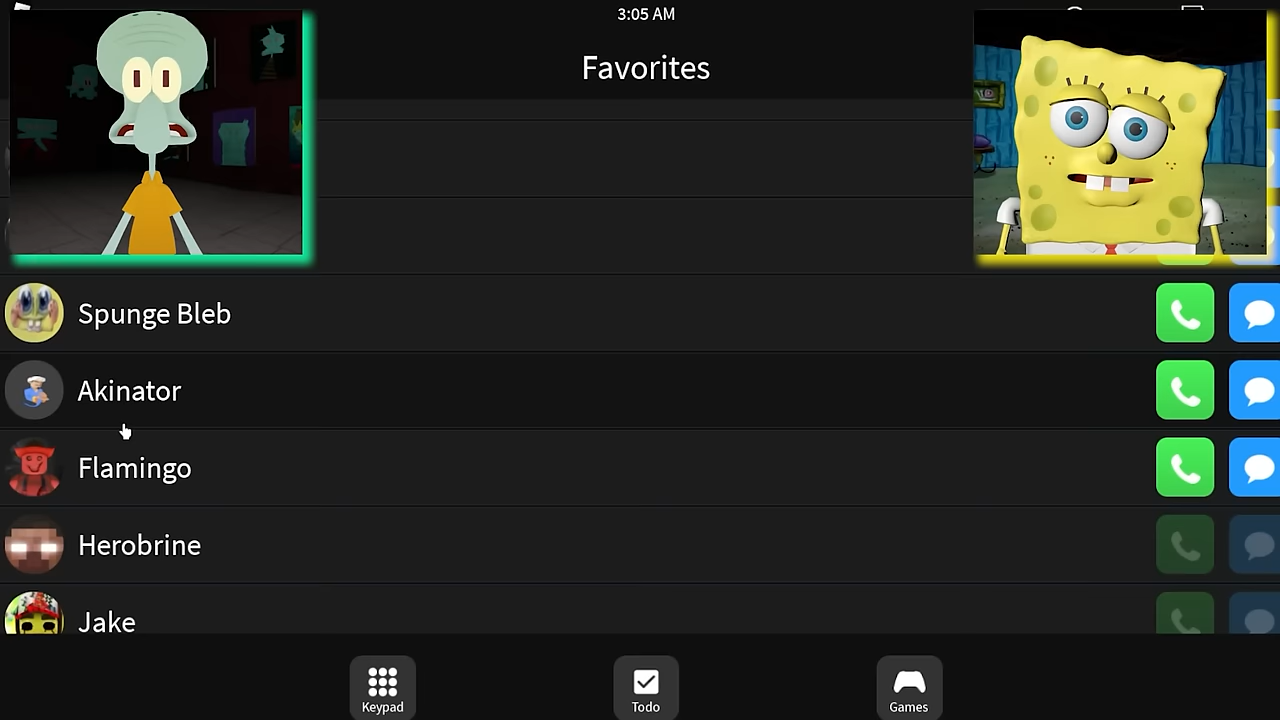 3:05 AM
Favorites
Spunge Bleb
Akinator
Flamingo
Herobrine
Jake
Keypad
Todo
Games